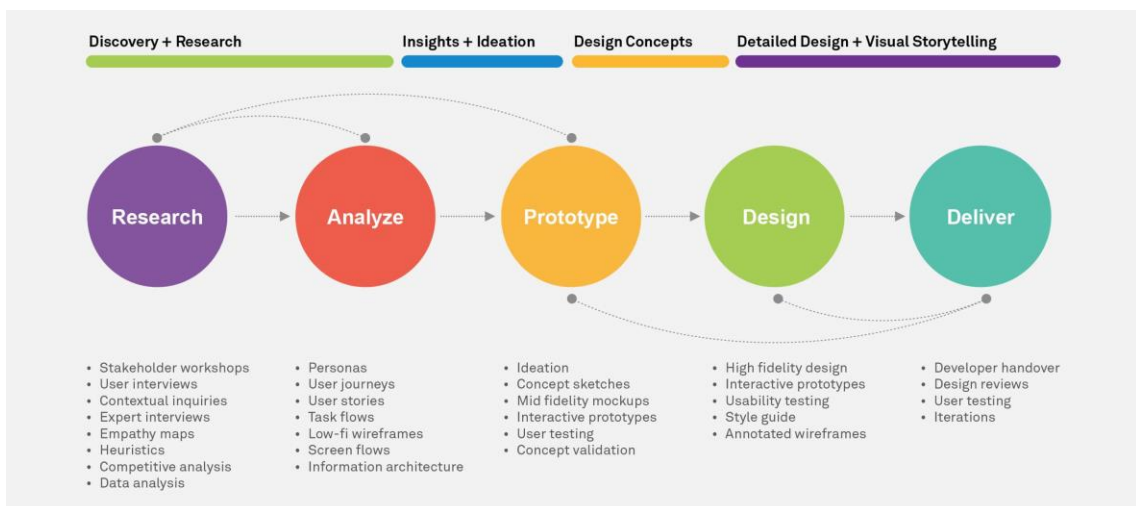 Discovery + Research
Insights + Ideation
Design Concepts
Detailed Design + Visual Storytelling
Research
Analyze
Prototype
Design
Deliver
• Stakeholder workshops
• User interviews
• Contextual inquiries
• Expert interviews
• Empathy maps
• Heuristics
• Competitive analysis
• Data analysis
• Personas
• User journeys
• User stories
• Task flows
• Low-fi wireframes
• Screen flows
• Information architecture
• Ideation
• Concept sketches
• Mid fidelity mockups
• Interactive prototypes
• User testing
• Concept validation
• High fidelity design
• Interactive prototypes
• Usability testing
• Style guide
• Annotated wireframes
• Developer handover
• Design reviews
• User testing
• Iterations